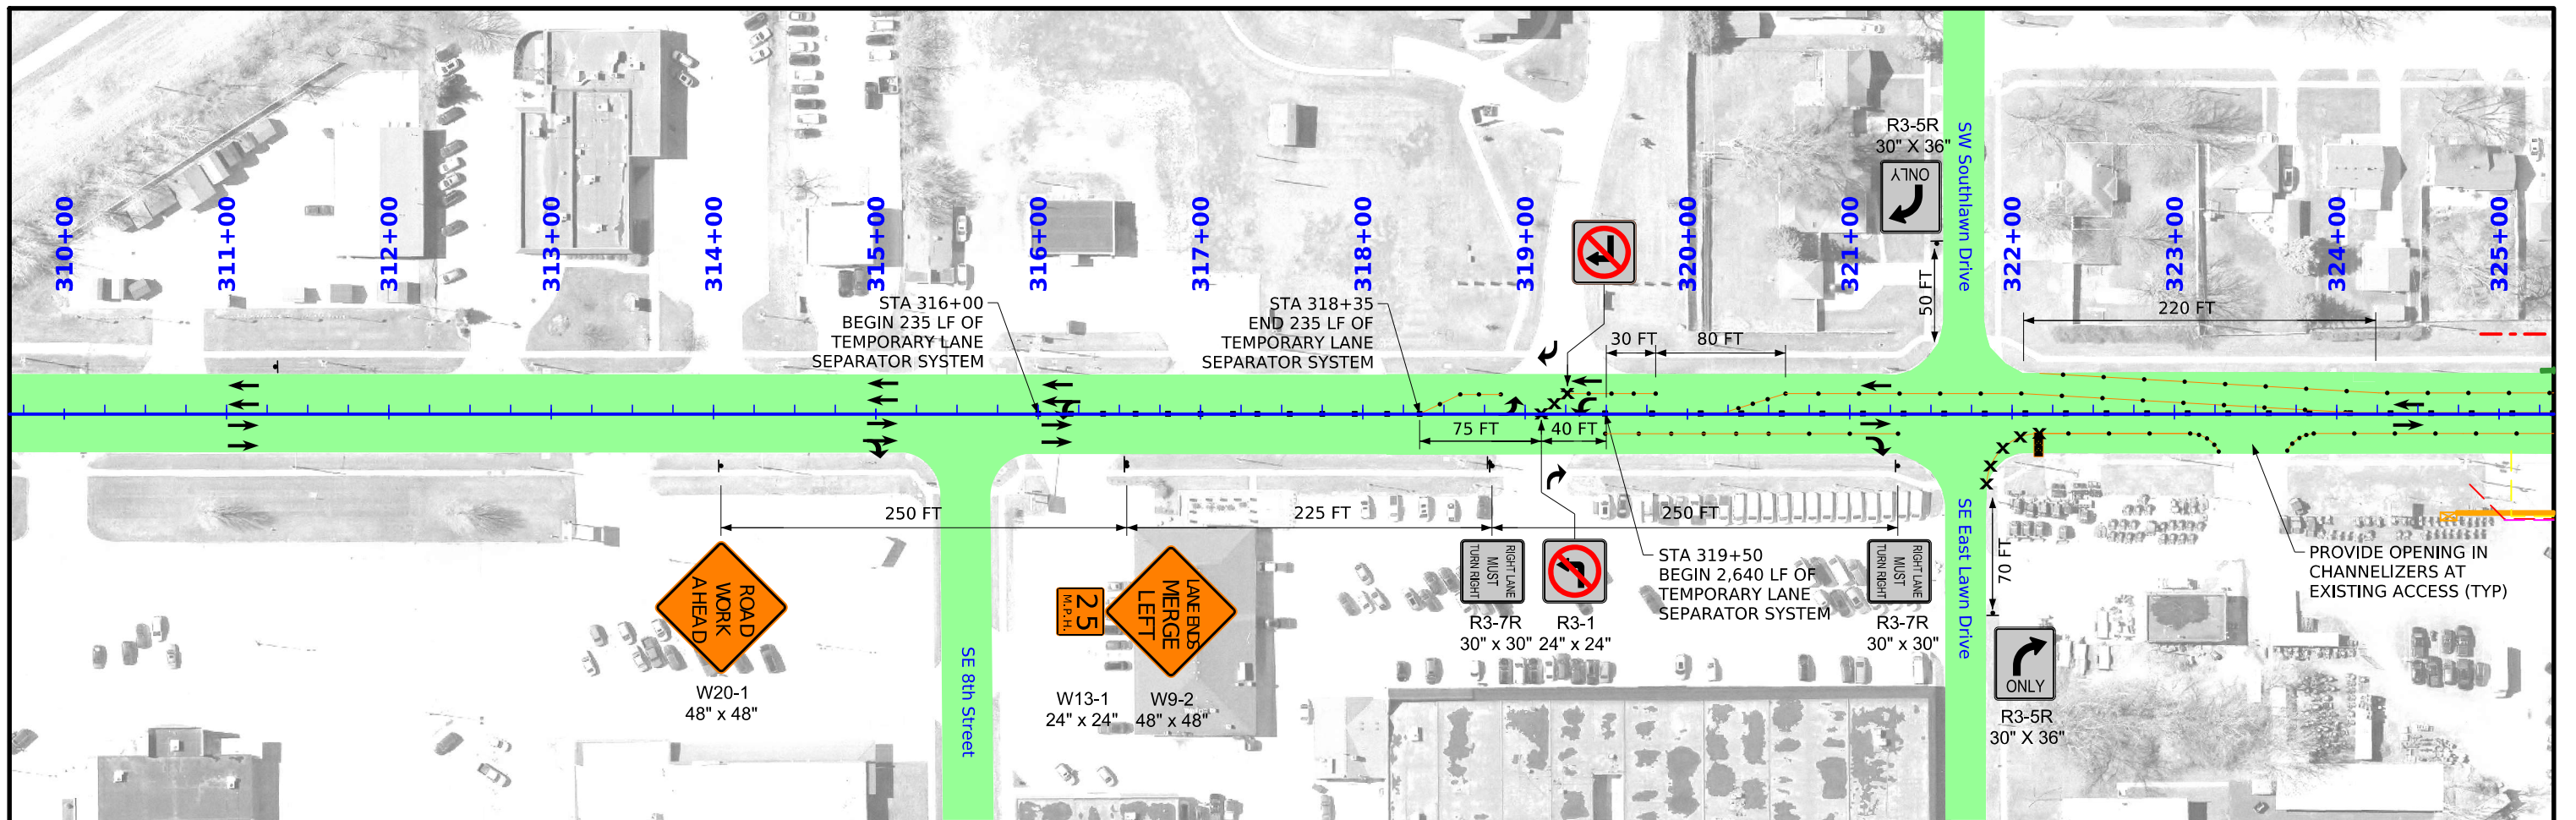 310+00
311+00
312+00
313+00
314+00
315+00
316+00
317+00
318+00
319+00
320+00
321+00
322+00
323+00
324+00
325+00
STA 316+00
BEGIN 235 LF OF
TEMPORARY LANE
SEPARATOR SYSTEM
STA 318+35
END 235 LF OF
TEMPORARY LANE
SEPARATOR SYSTEM
30 FT
80 FT
R3-5R
30" X 36"
ONLY
50 FT
SW Southlawn Drive
220 FT
75 FT
40 FT
250 FT
225 FT
250 FT
ROAD
WORK
AHEAD
W20-1
48" x 48"
SE 8th Street
25
M.P.H.
W13-1
24" x 24"
LANE ENDS
MERGE
LEFT
W9-2
48" x 48"
RIGHT LANE
MUST
TURN RIGHT
R3-7R
30" x 30"
R3-1
24" x 24"
STA 319+50
BEGIN 2,640 LF OF
TEMPORARY LANE
SEPARATOR SYSTEM
RIGHT LANE
MUST
TURN RIGHT
R3-7R
30" x 30"
SE East Lawn Drive
70 FT
ONLY
R3-5R
30" X 36"
PROVIDE OPENING IN
CHANNELIZERS AT
EXISTING ACCESS (TYP)